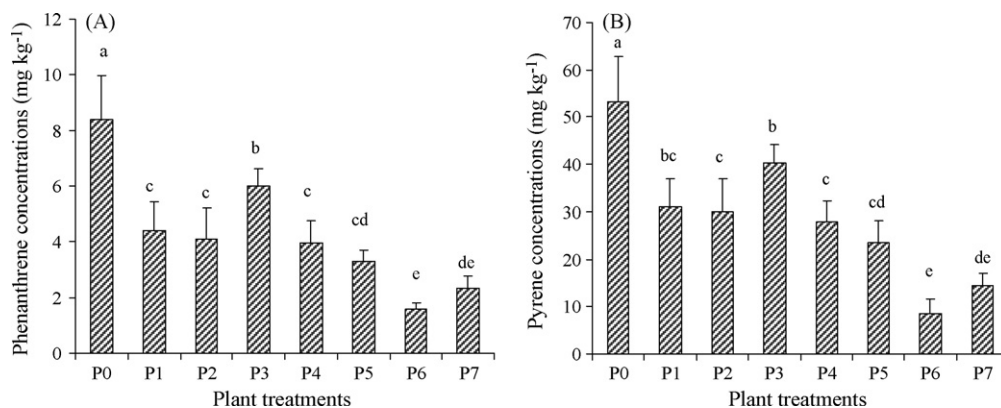 (A)
Phenanthrene concentrations (mg kg⁻¹)
12
10
8
6
4
2
0
a
c
c
b
c
cd
e
de
P0 P1 P2 P3 P4 P5 P6 P7
Plant treatments
(B)
Pyrene concentrations (mg kg⁻¹)
70
60
50
40
30
20
10
0
a
bc
c
b
c
cd
e
de
P0 P1 P2 P3 P4 P5 P6 P7
Plant treatments